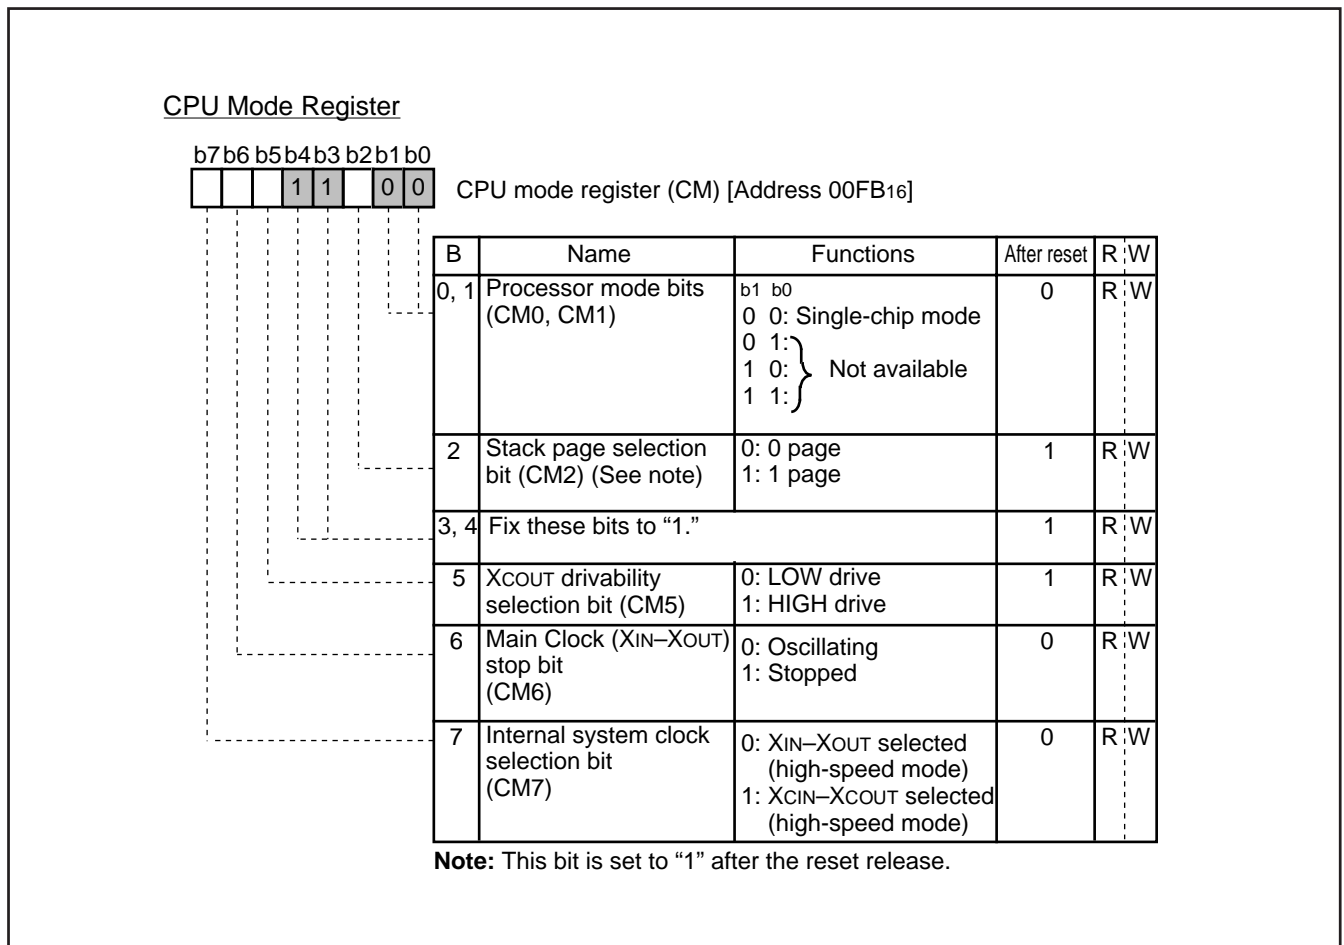 CPU Mode Register
b7 b6 b5 b4 b3 b2 b1 b0
1 1 0 0
CPU mode register (CM) [Address 00FB16]
B Name Functions After reset R W
0, 1 Processor mode bits (CM0, CM1)
b1 b0
0 0: Single-chip mode
0 1:
1 0: Not available
1 1:
0 R W
2 Stack page selection bit (CM2) (See note)
0: 0 page
1: 1 page
1 R W
3, 4 Fix these bits to “1.” 1 R W
5 XCOUT drivability selection bit (CM5)
0: LOW drive
1: HIGH drive
1 R W
6 Main Clock (XIN–XOUT) stop bit (CM6)
0: Oscillating
1: Stopped
0 R W
7 Internal system clock selection bit (CM7)
0: XIN–XOUT selected
(high-speed mode)
1: XCIN–XCOUT selected
(high-speed mode)
0 R W
Note: This bit is set to “1” after the reset release.